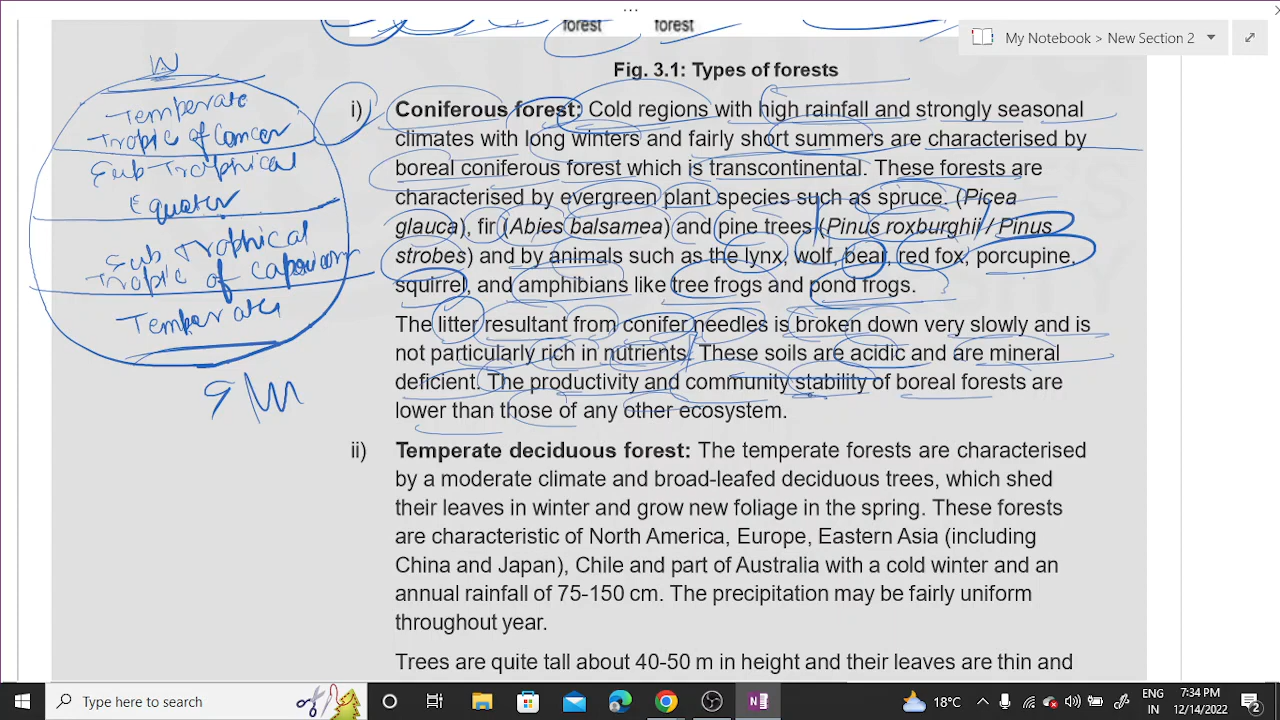 ...
forest forest
My Notebook > New Section 2
Fig. 3.1: Types of forests
N
Temperate
Tropic of Cancer
Sub-Trophical
Equater
Sub Trophical
Tropic of
Temperate
i) Coniferous forest: Cold regions with high rainfall and strongly seasonal
climates with long winters and fairly short summers are characterised by
boreal coniferous forest which is transcontinental. These forests are
characterised by evergreen plant species such as spruce. (Picea
glauca), fir (Abies balsamea) and pine trees (Pinus roxburghii / Pinus
strobes) and by animals such as the lynx, wolf, bear, red fox, porcupine,
squirrel, and amphibians like tree frogs and pond frogs.
The litter resultant from conifer needles is broken down very slowly and is
not particularly rich in nutrients. These soils are acidic and are mineral
deficient. The productivity and community stability of boreal forests are
lower than those of any other ecosystem.
ii) Temperate deciduous forest: The temperate forests are characterised
by a moderate climate and broad-leafed deciduous trees, which shed
their leaves in winter and grow new foliage in the spring. These forests
are characteristic of North America, Europe, Eastern Asia (including
China and Japan), Chile and part of Australia with a cold winter and an
annual rainfall of 75-150 cm. The precipitation may be fairly uniform
throughout year.
Trees are quite tall about 40-50 m in height and their leaves are thin and
Type here to search
18°C
ENG
IN
7:34 PM
12/14/2022
2